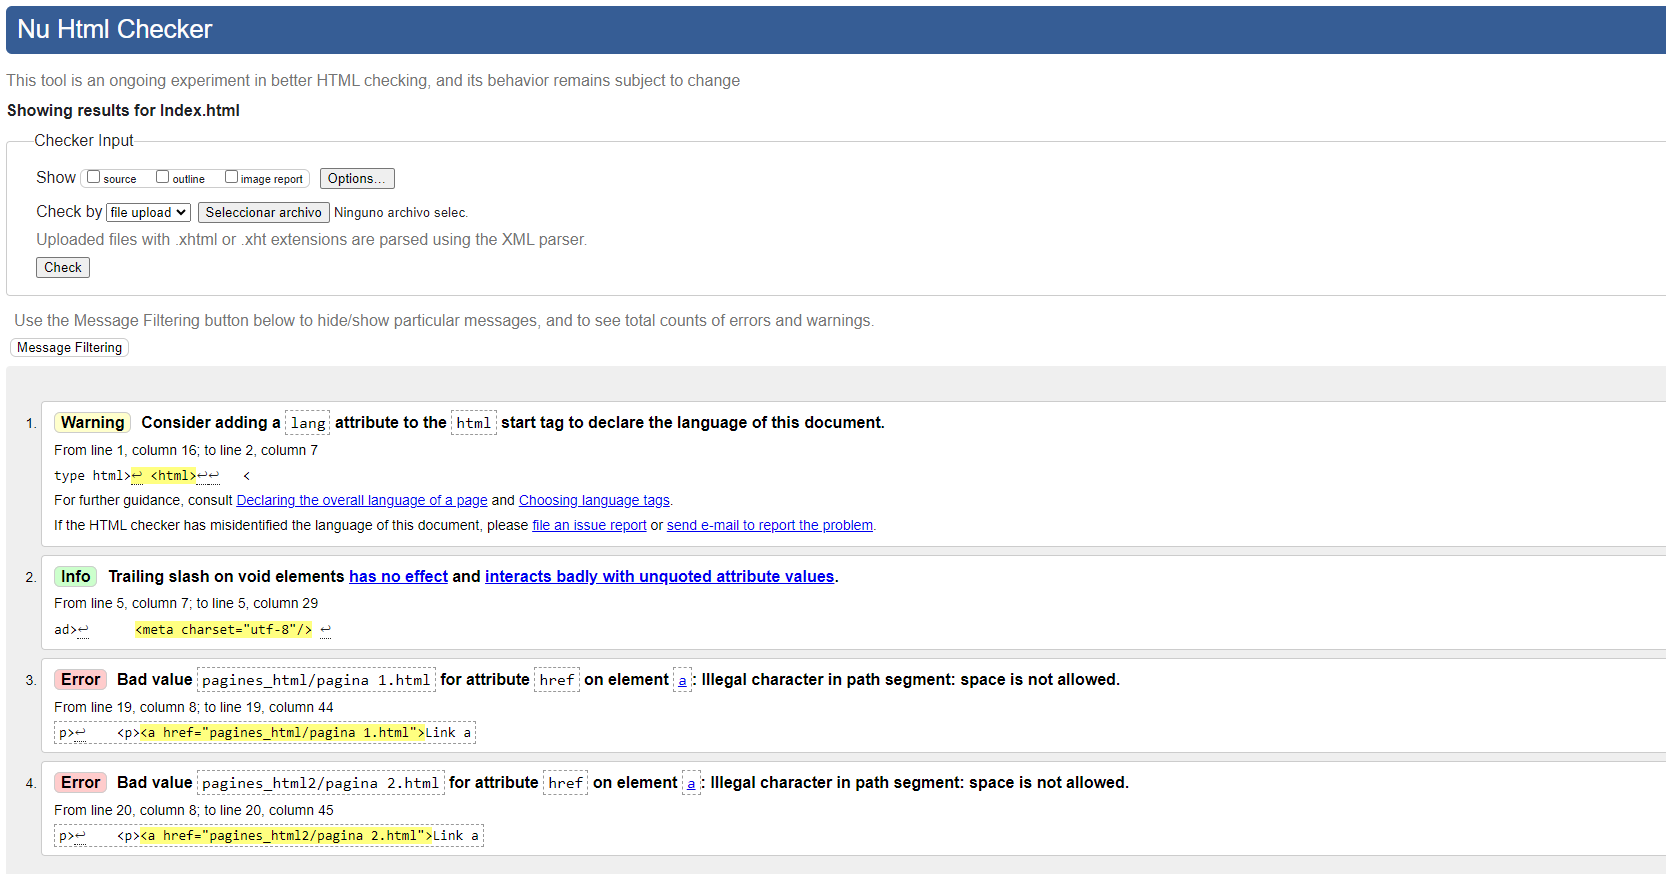 Nu Html Checker
This tool is an ongoing experiment in better HTML checking, and its behavior remains subject to change
Showing results for Index.html
Checker Input
Show source outline image report Options...
Check by file upload Seleccionar archivo Ninguno archivo selec.
Uploaded files with .xhtml or .xht extensions are parsed using the XML parser.
Check
Use the Message Filtering button below to hide/show particular messages, and to see total counts of errors and warnings.
Message Filtering
1. Warning Consider adding a lang attribute to the html start tag to declare the language of this document.
From line 1, column 16; to line 2, column 7
type html>↩ <html>↩↩ <
For further guidance, consult Declaring the overall language of a page and Choosing language tags.
If the HTML checker has misidentified the language of this document, please file an issue report or send e-mail to report the problem.
2. Info Trailing slash on void elements has no effect and interacts badly with unquoted attribute values.
From line 5, column 7; to line 5, column 29
ad>↩ <meta charset="utf-8"/> ↩
3. Error Bad value pagines_html/pagina 1.html for attribute href on element a: Illegal character in path segment: space is not allowed.
From line 19, column 8; to line 19, column 44
p>↩ <p><a href="pagines_html/pagina 1.html">Link a
4. Error Bad value pagines_html2/pagina 2.html for attribute href on element a: Illegal character in path segment: space is not allowed.
From line 20, column 8; to line 20, column 45
p>↩ <p><a href="pagines_html2/pagina 2.html">Link a